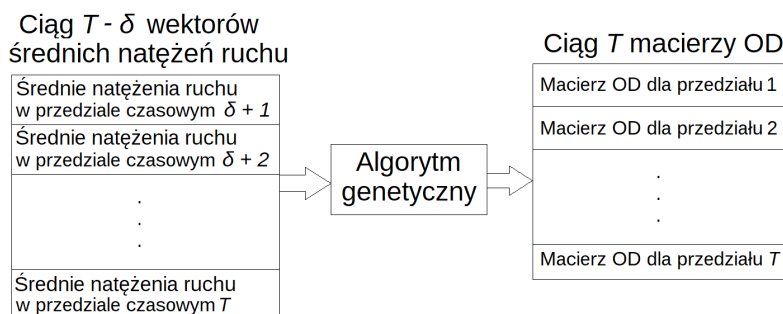 Ciąg T - δ wektorów
średnich natężeń ruchu
Średnie natężenia ruchu
w przedziale czasowym δ + 1
Średnie natężenia ruchu
w przedziale czasowym δ + 2
.
.
.
Średnie natężenia ruchu
w przedziale czasowym T
Algorytm
genetyczny
Ciąg T macierzy OD
Macierz OD dla przedziału 1
Macierz OD dla przedziału 2
.
.
.
Macierz OD dla przedziału T